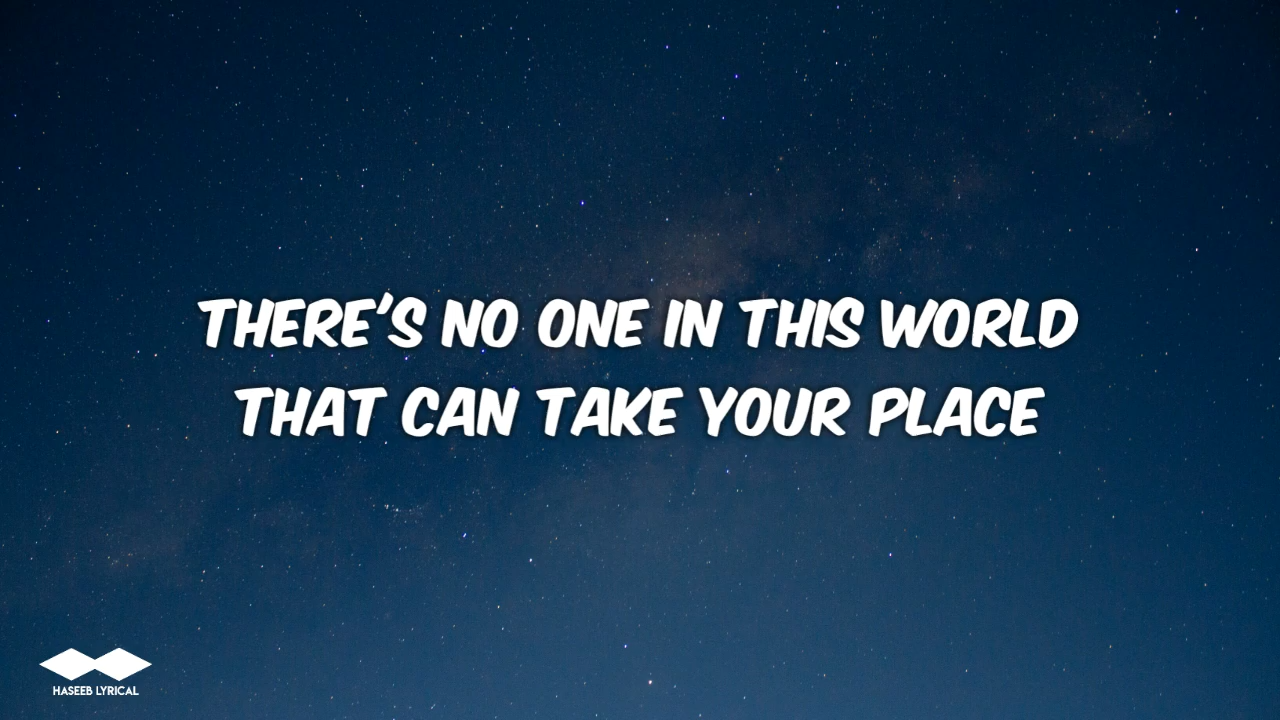 THERE'S NO ONE IN THIS WORLD
THAT CAN TAKE YOUR PLACE
HASEEB LYRICAL